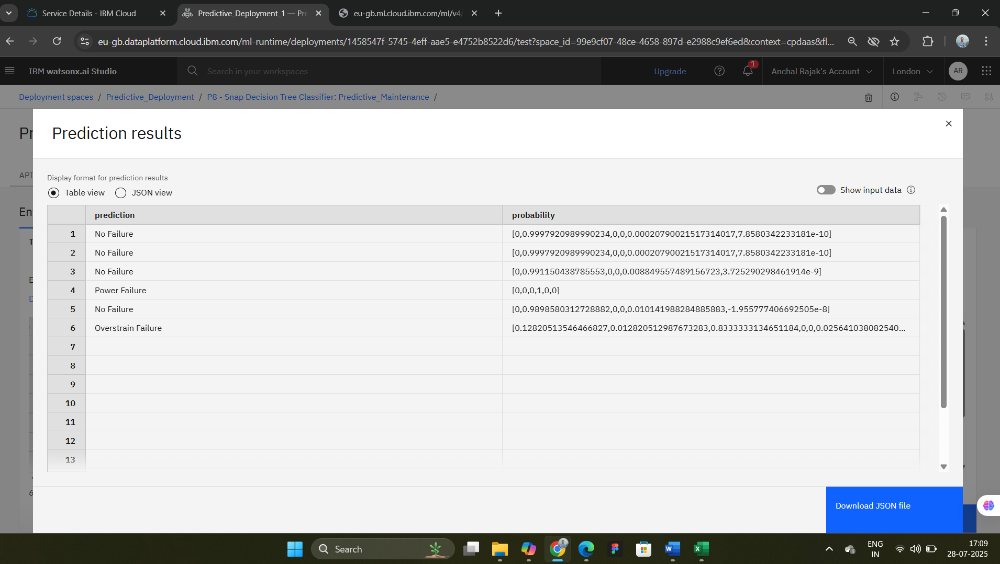 Service Details - IBM Cloud
Predictive_Deployment_1 — Pre
eu-gb.ml.cloud.ibm.com/ml/v4/
eu-gb.dataplatform.cloud.ibm.com/ml-runtime/deployments/1458547f-5745-4eff-aae5-e4752b8522d6/test?space_id=99e9cf07-48ce-4658-897d-e2988c9ef6ed&context=cpdaas&fl...
IBM watsonx.ai Studio
Search in your workspaces
Upgrade
1
Anchal Rajak's Account
London
AR
Deployment spaces / Predictive_Deployment / P8 - Snap Decision Tree Classifier: Predictive_Maintenance /
Pr
Prediction results
API
Display format for prediction results
Table view
JSON view
Show input data
En
prediction probability
1 No Failure [0,0.9997920989990234,0,0,0.00020790021517314017,7.8580342233181e-10]
2 No Failure [0,0.9997920989990234,0,0,0.00020790021517314017,7.8580342233181e-10]
3 No Failure [0,0.991150438785553,0,0,0.008849557489156723,3.725290298461914e-9]
4 Power Failure [0,0,0,1,0,0]
5 No Failure [0,0.9898580312728882,0,0,0.010141988284885883,-1.955777406692505e-8]
6 Overstrain Failure [0.12820513546466827,0.012820512987673283,0.8333333134651184,0,0,0.025641038082540...
7
8
9
10
11
12
13
Download JSON file
Search
ENG
IN
17:09
28-07-2025